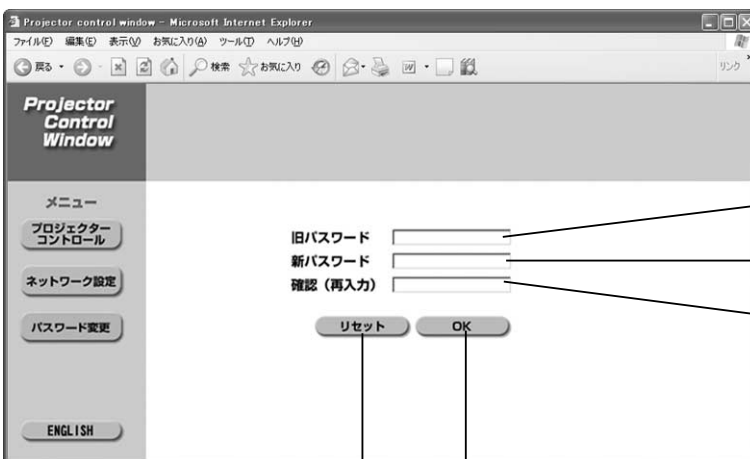 Projector control window - Microsoft Internet Explorer
ファイル(F) 編集(E) 表示(V) お気に入り(A) ツール(T) ヘルプ(H)
戻る 検索 お気に入り リンク
Projector
Control
Window
メニュー
プロジェクター
コントロール
ネットワーク設定
パスワード変更
ENGLISH
旧パスワード
新パスワード
確認（再入力）
リセット OK